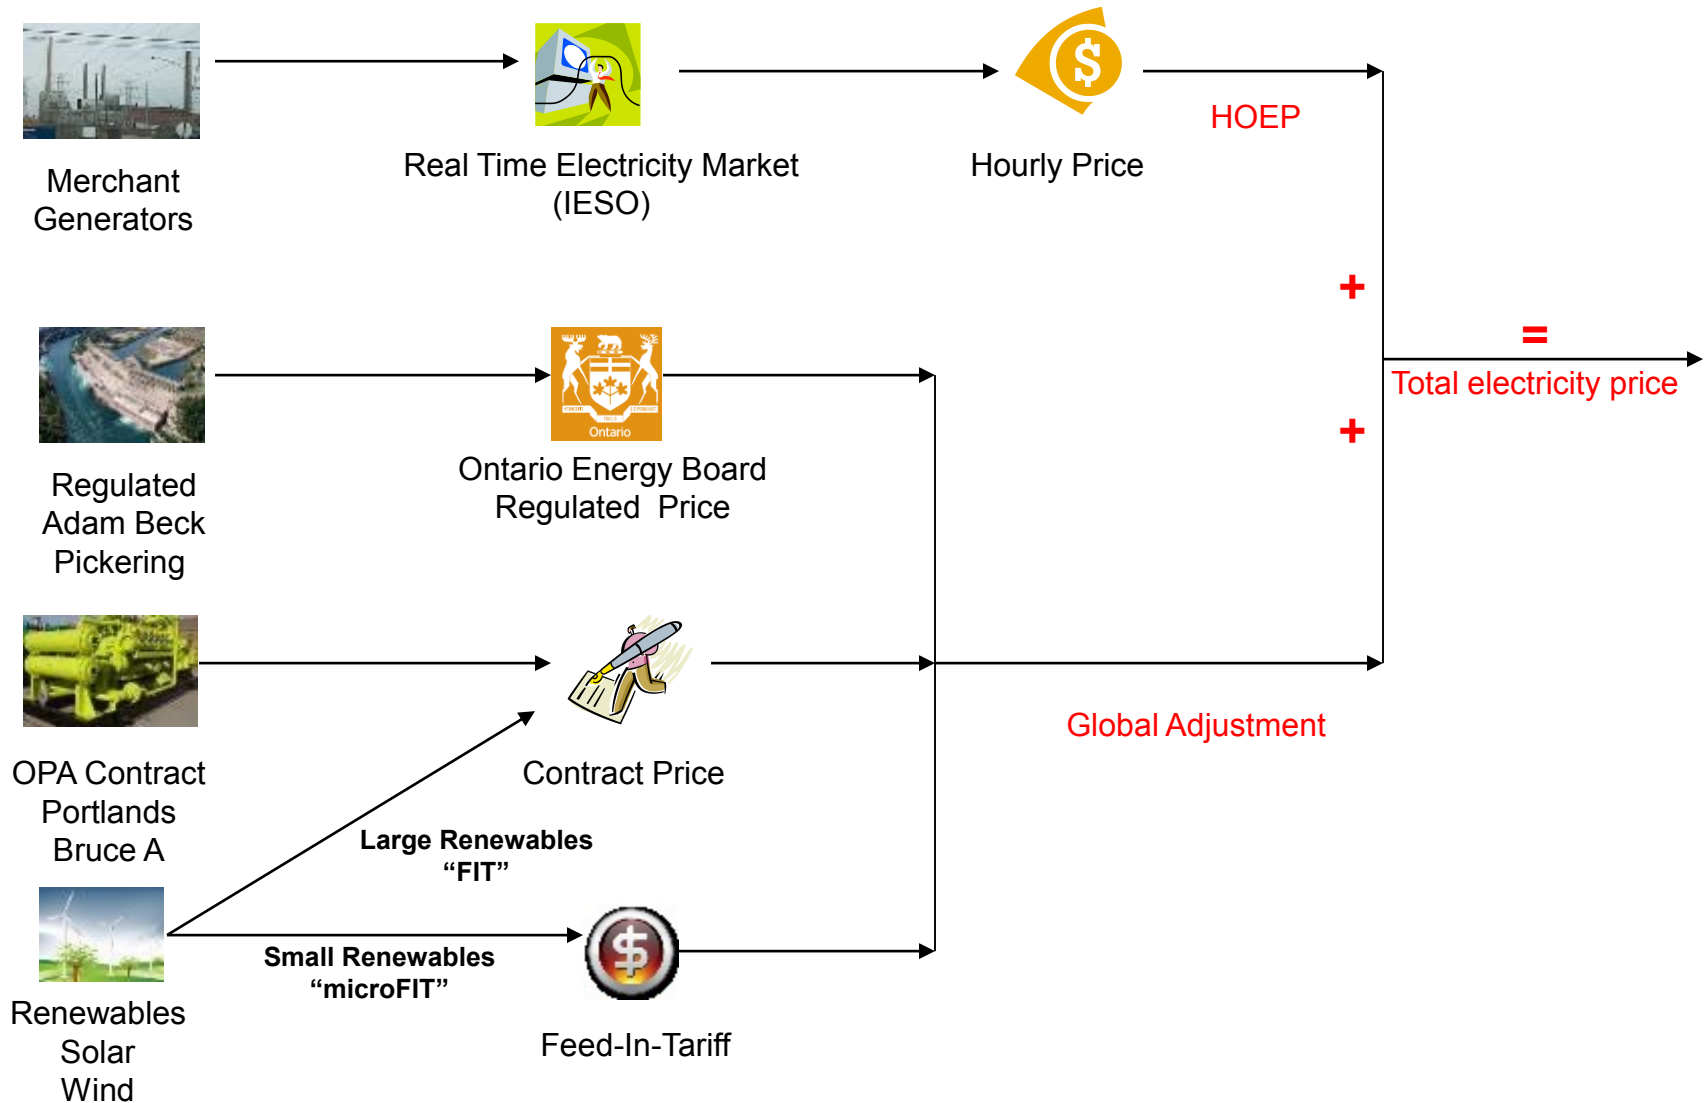 HOEP
Merchant
Generators
Real Time Electricity Market
(IESO)
Hourly Price
+
=
Total electricity price
+
Ontario
Regulated
Adam Beck
Pickering
Ontario Energy Board
Regulated  Price
Global Adjustment
OPA Contract
Portlands
Bruce A
Contract Price
Large Renewables
“FIT”
Small Renewables
“microFIT”
$
Renewables
Solar
Wind
Feed-In-Tariff